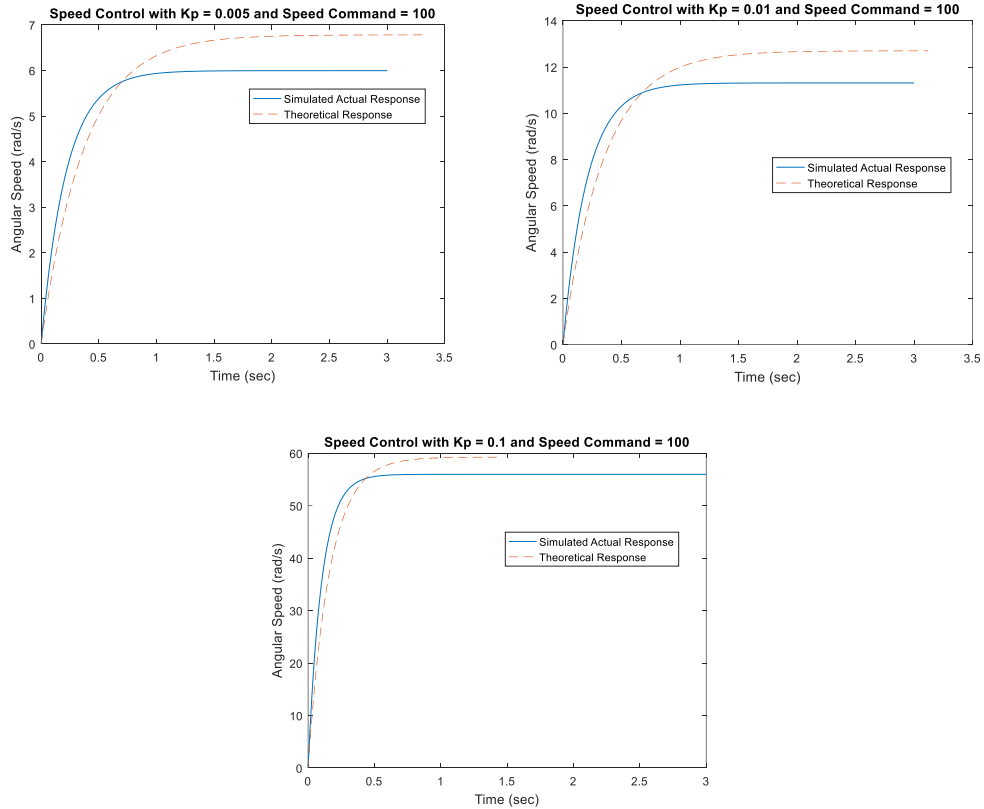 Speed Control with Kp = 0.005 and Speed Command = 100
7
6
5
4
3
2
1
0
Angular Speed (rad/s)
Simulated Actual Response
Theoretical Response
0 0.5 1 1.5 2 2.5 3 3.5
Time (sec)
Speed Control with Kp = 0.01 and Speed Command = 100
14
12
10
8
6
4
2
0
Angular Speed (rad/s)
Simulated Actual Response
Theoretical Response
0 0.5 1 1.5 2 2.5 3 3.5
Time (sec)
Speed Control with Kp = 0.1 and Speed Command = 100
60
50
40
30
20
10
0
Angular Speed (rad/s)
Simulated Actual Response
Theoretical Response
0 0.5 1 1.5 2 2.5 3
Time (sec)